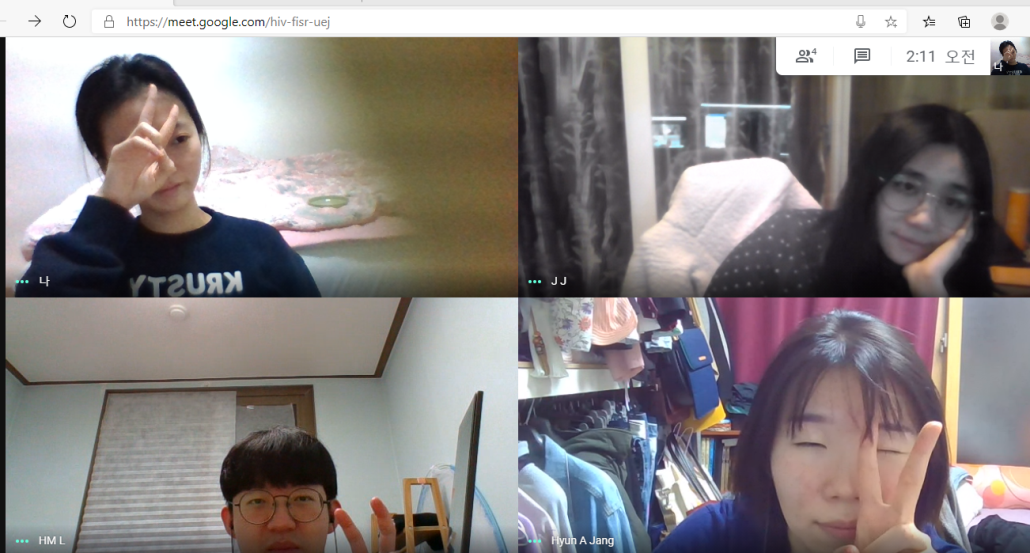 https://meet.google.com/hiv-fisr-uej
4
2:11 오전
나
나
KRUSTY
J J
HM L
Hyun A Jang